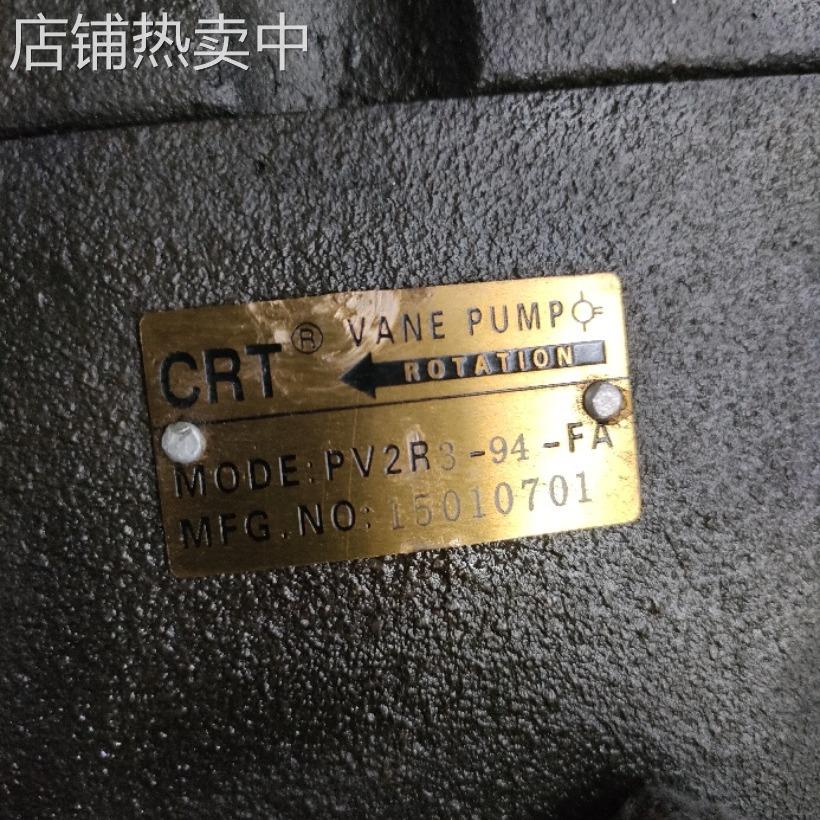 店铺热卖中
CRT® VANE PUMP
ROTATION
MODE:PV2R3-94-FA
MFG.NO:15010701